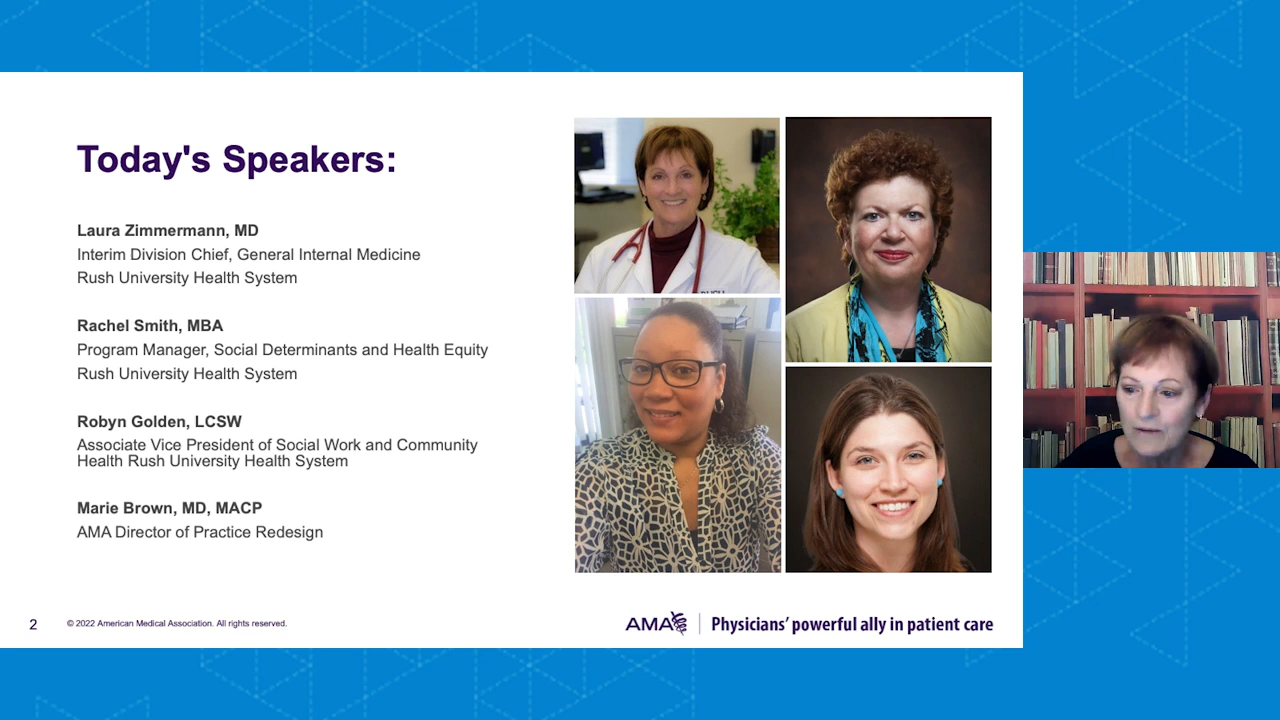 Today's Speakers:
Laura Zimmermann, MD
Interim Division Chief, General Internal Medicine
Rush University Health System
Rachel Smith, MBA
Program Manager, Social Determinants and Health Equity
Rush University Health System
Robyn Golden, LCSW
Associate Vice President of Social Work and Community
Health Rush University Health System
Marie Brown, MD, MACP
AMA Director of Practice Redesign
2
© 2022 American Medical Association. All rights reserved.
AMA
Physicians' powerful ally in patient care